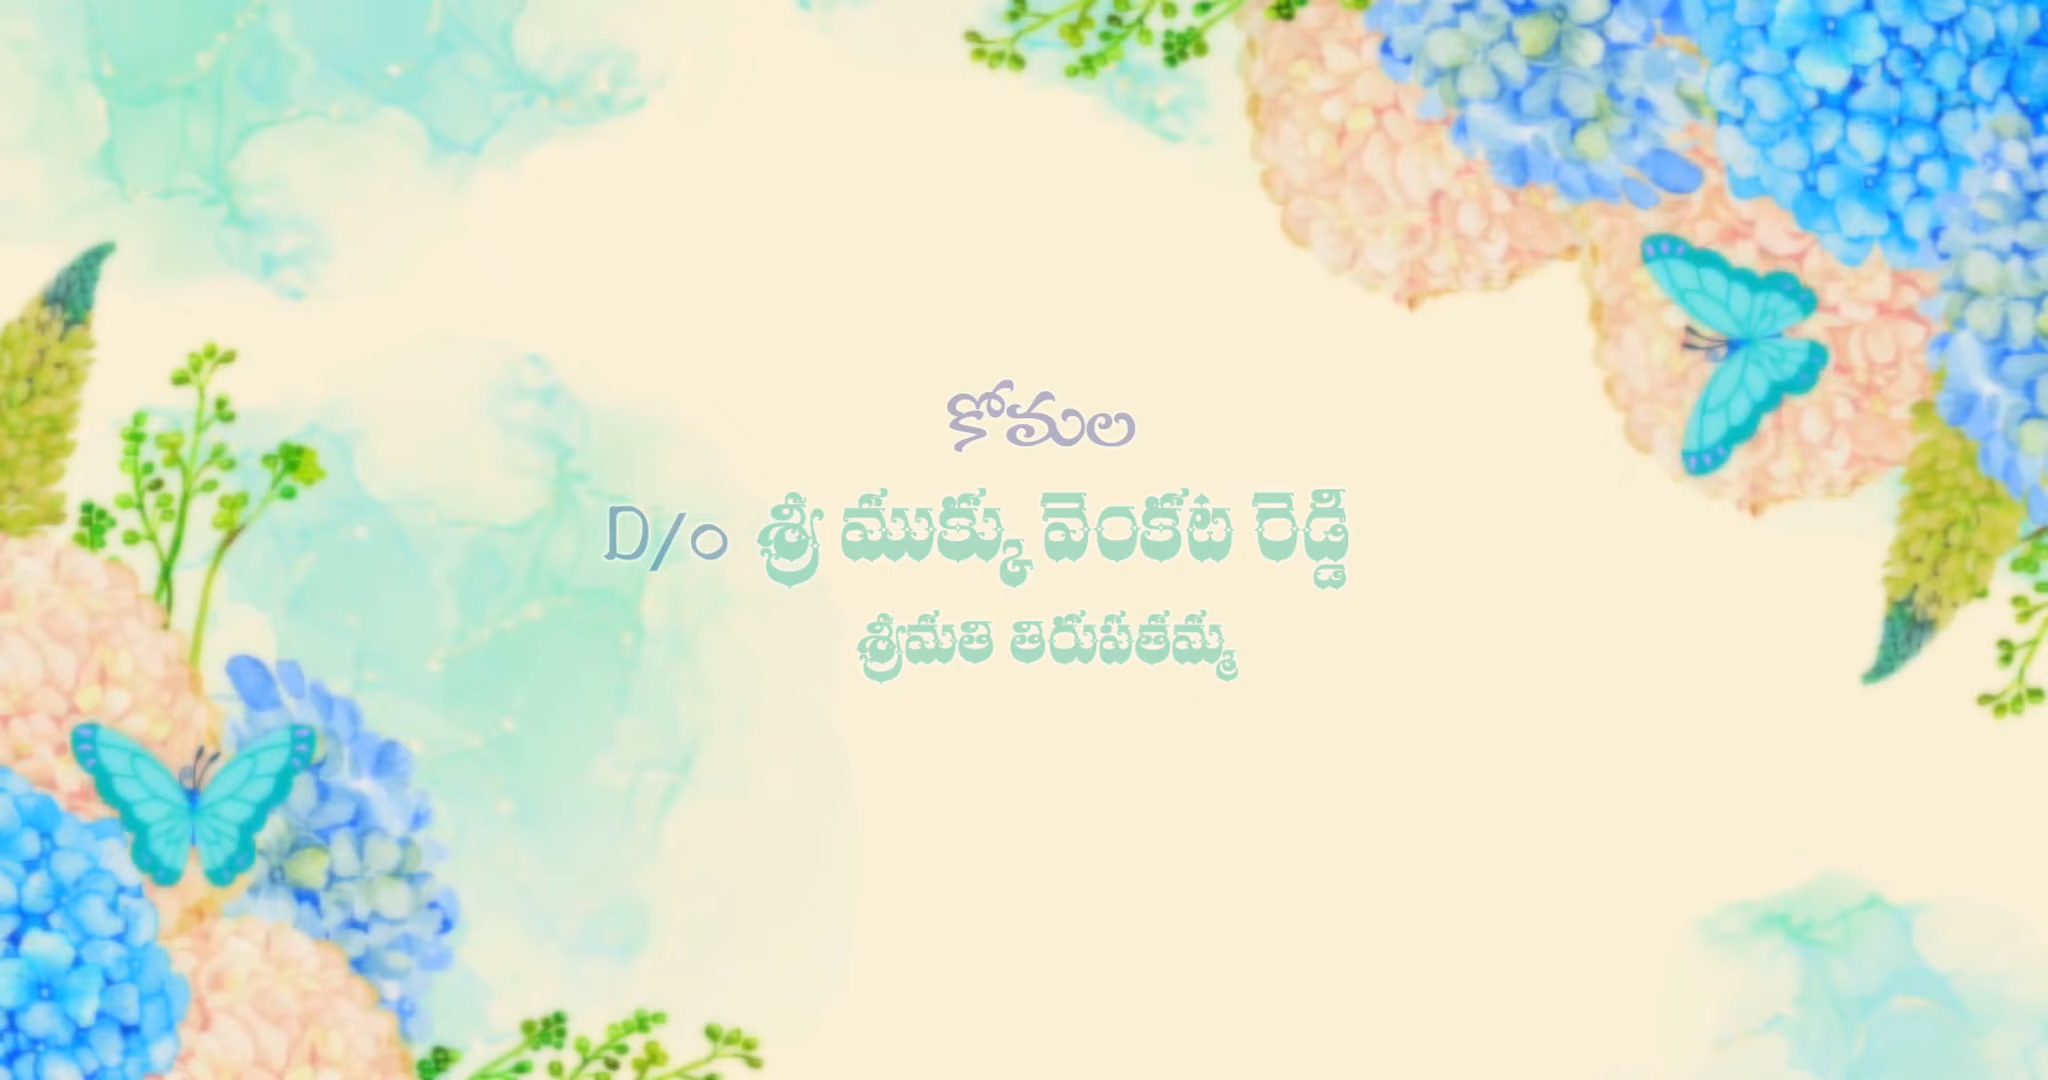 కోమల
D/o శ్రీ ముక్కు వెంకట రెడ్డి
శ్రీమతి తిరుపతమ్మ